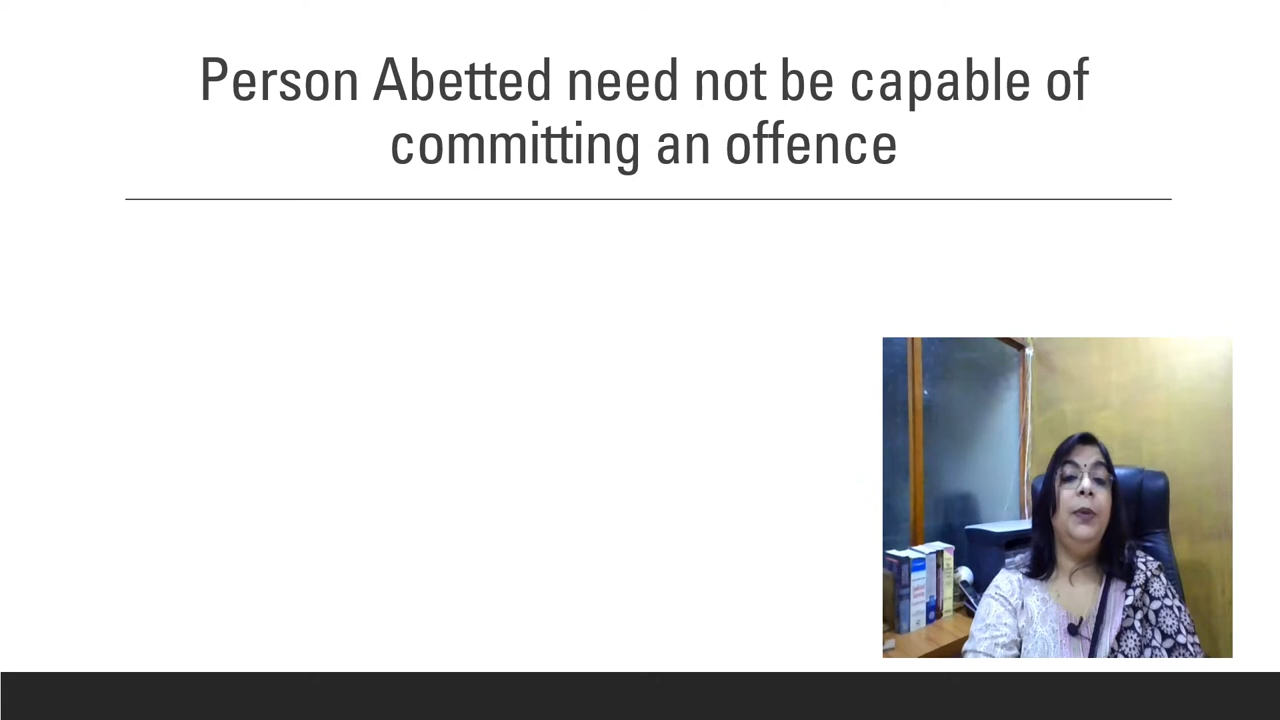 Person Abetted need not be capable of
committing an offence